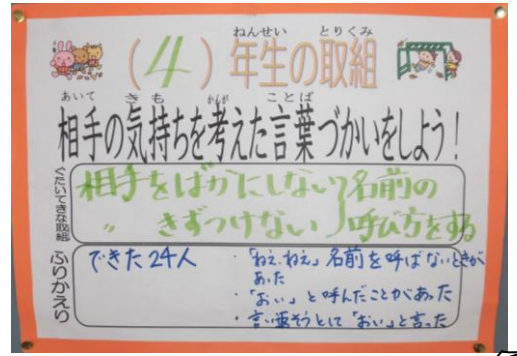 ねんせい とりくみ
(4)年生の取組
あいて きも かんが ことば
相手の気持ちを考えた言葉づかいをしよう!
ぐたいてきな取組
相手をばかにしない 名前の
〃 きずつけない 呼び方をする
ふりかえり
できた24人
・「ねぇ、ねぇ」名前を呼ばないときが
あった
・「おい」と呼んだことがあった
・言い返そうとして「おい」と言った